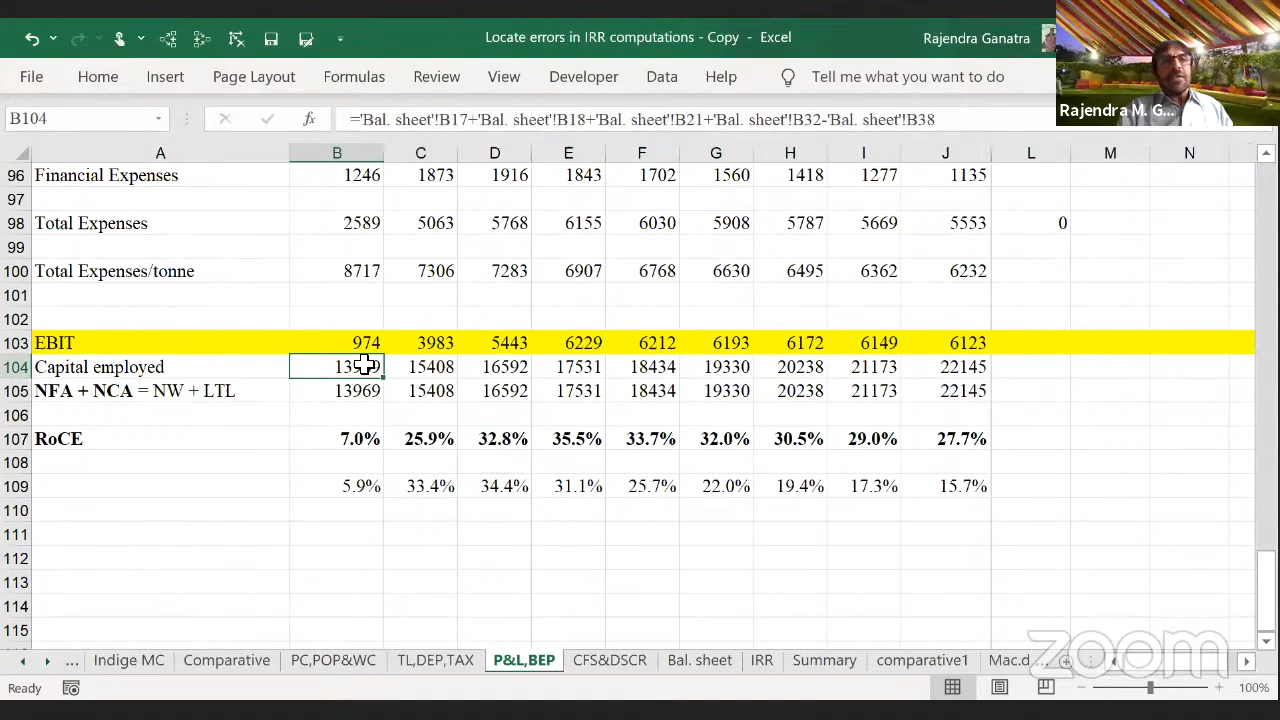 Locate errors in IRR computations - Copy - Excel
Rajendra Ganatra
File Home Insert Page Layout Formulas Review View Developer Data Help Tell me what you want to do
Rajendra M. G...
B104 fx ='Bal. sheet'!B17+'Bal. sheet'!B18+'Bal. sheet'!B21+'Bal. sheet'!B32-'Bal. sheet'!B38
A B C D E F G H I J L M N
96 Financial Expenses 1246 1873 1916 1843 1702 1560 1418 1277 1135
97
98 Total Expenses 2589 5063 5768 6155 6030 5908 5787 5669 5553 0
99
100 Total Expenses/tonne 8717 7306 7283 6907 6768 6630 6495 6362 6232
101
102
103 EBIT 974 3983 5443 6229 6212 6193 6172 6149 6123
104 Capital employed 15408 16592 17531 18434 19330 20238 21173 22145
105 NFA + NCA = NW + LTL 13969 15408 16592 17531 18434 19330 20238 21173 22145
106
107 RoCE 7.0% 25.9% 32.8% 35.5% 33.7% 32.0% 30.5% 29.0% 27.7%
108
109 5.9% 33.4% 34.4% 31.1% 25.7% 22.0% 19.4% 17.3% 15.7%
110
111
112
113
114
115
... Indige MC Comparative PC,POP&WC TL,DEP,TAX P&L,BEP CFS&DSCR Bal. sheet IRR Summary comparative1 Mac.d ...
zoom
Ready 100%